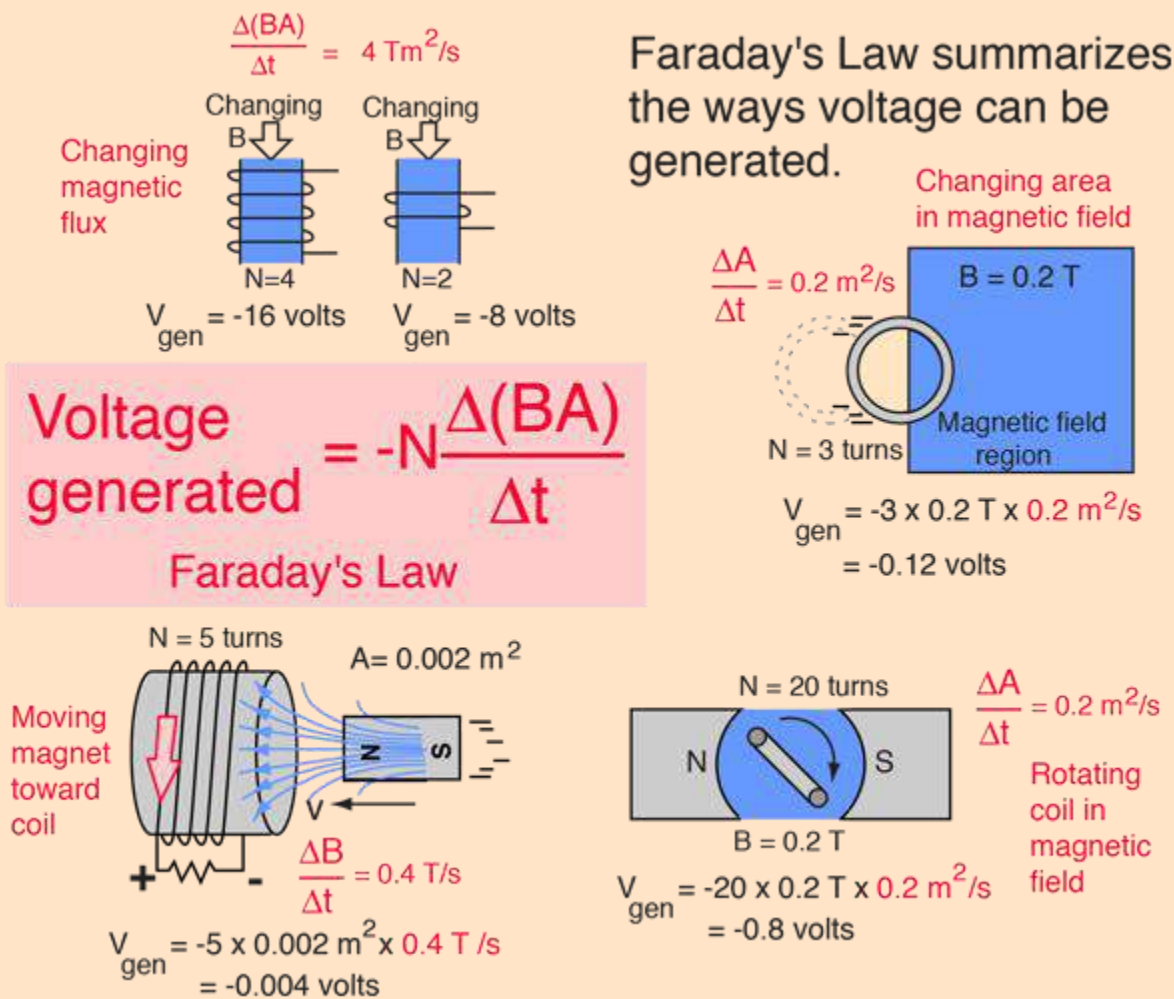 Δ(BA)/Δt = 4 Tm²/s
Changing
B
Changing
B
Changing
magnetic
flux
N=4
N=2
V_gen = -16 volts
V_gen = -8 volts
Faraday's Law summarizes
the ways voltage can be
generated.
Changing area
in magnetic field
ΔA/Δt = 0.2 m²/s
B = 0.2 T
N = 3 turns
Magnetic field
region
V_gen = -3 x 0.2 T x 0.2 m²/s
= -0.12 volts
Voltage
generated = -N Δ(BA)/Δt
Faraday's Law
N = 5 turns
A= 0.002 m²
Moving
magnet
toward
coil
N
S
V
+
-
ΔB/Δt = 0.4 T/s
V_gen = -5 x 0.002 m² x 0.4 T /s
= -0.004 volts
N = 20 turns
ΔA/Δt = 0.2 m²/s
N
S
B = 0.2 T
Rotating
coil in
magnetic
field
V_gen = -20 x 0.2 T x 0.2 m²/s
= -0.8 volts